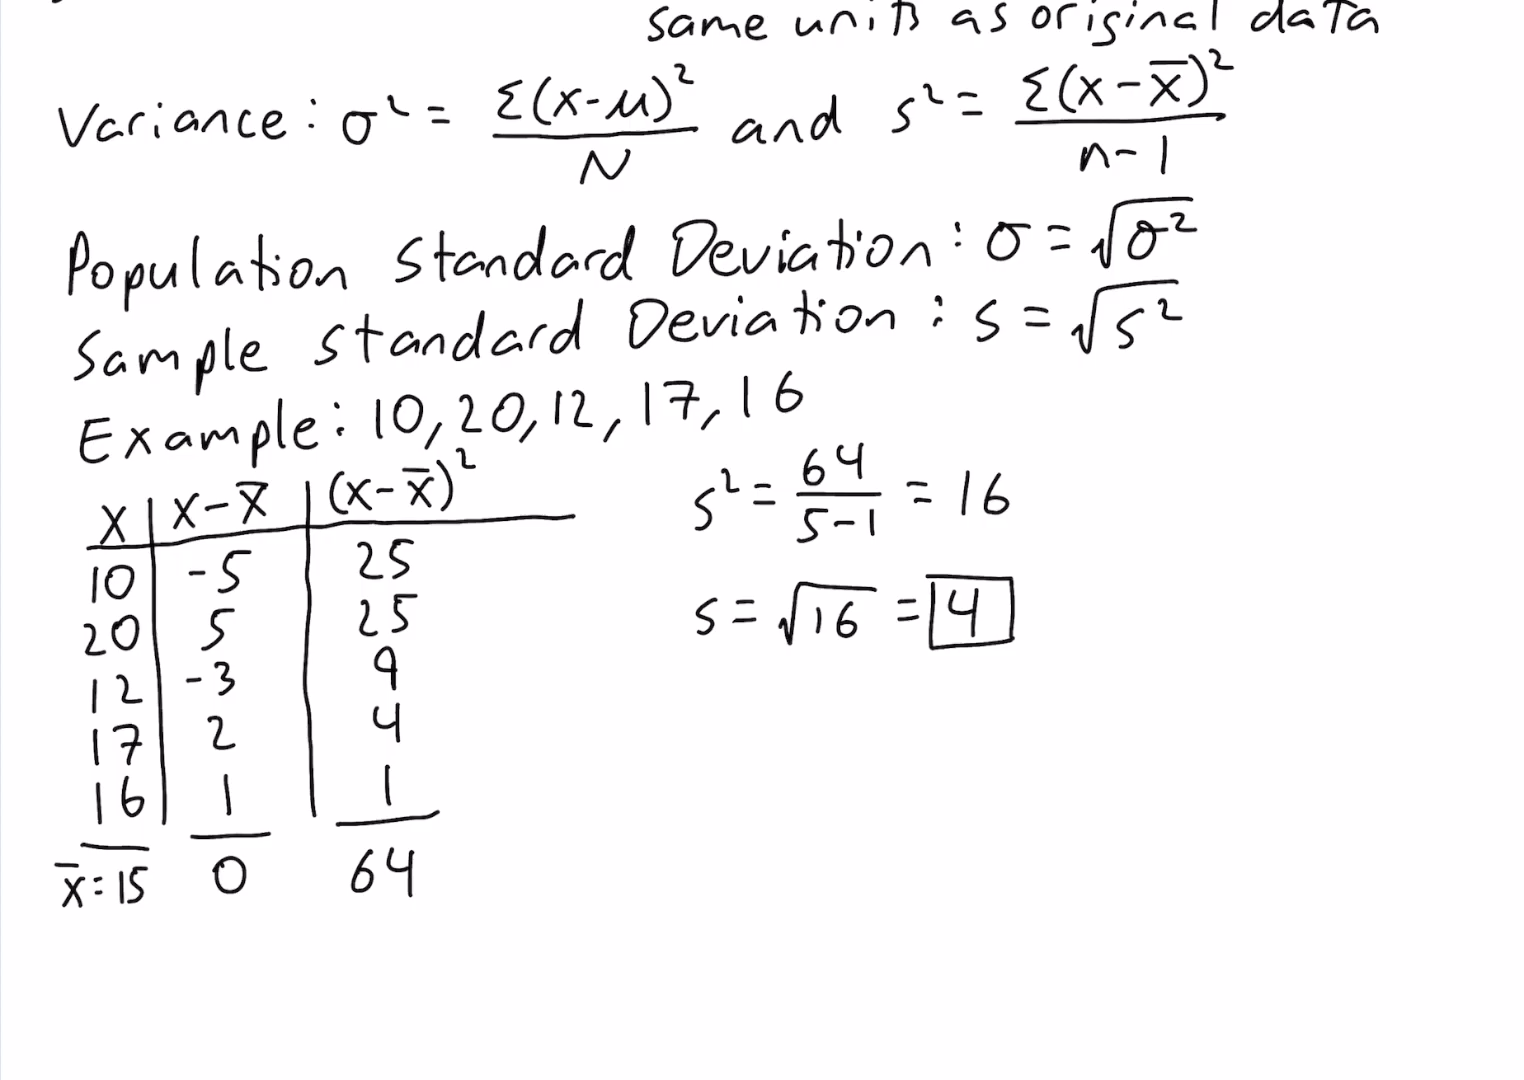 same units as original data
Variance: σ² = Σ(x-μ)²/N and s² = Σ(x-x̄)²/n-1
Population Standard Deviation: σ = √σ²
Sample Standard Deviation: s = √s²
Example: 10, 20, 12, 17, 16
x | x-x̄ | (x-x̄)²
10 | -5 | 25
20 | 5 | 25
12 | -3 | 9
17 | 2 | 4
16 | 1 | 1
x̄=15 0 64
s² = 64/5-1 = 16
s = √16 = 4